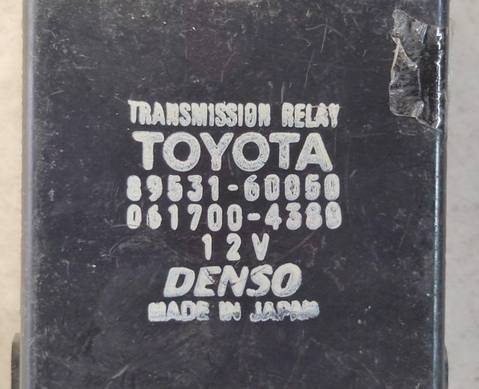 TRANSMISSION RELAY
TOYOTA
89531-60050
061700-4380
12V
DENSO
MADE IN JAPAN